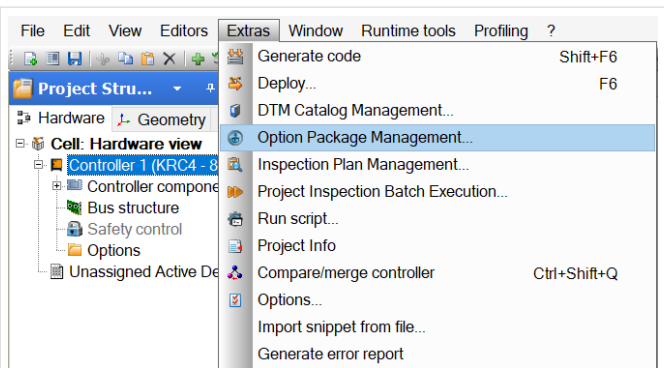 File Edit View Editors Extras Window Runtime tools Profiling ?
Project Stru...
Hardware Geometry
Cell: Hardware view
Controller 1 (KRC4 - 8
Controller compone
Bus structure
Safety control
Options
Unassigned Active De
Generate code Shift+F6
Deploy... F6
DTM Catalog Management...
Option Package Management...
Inspection Plan Management...
Project Inspection Batch Execution...
Run script...
Project Info
Compare/merge controller Ctrl+Shift+Q
Options...
Import snippet from file...
Generate error report